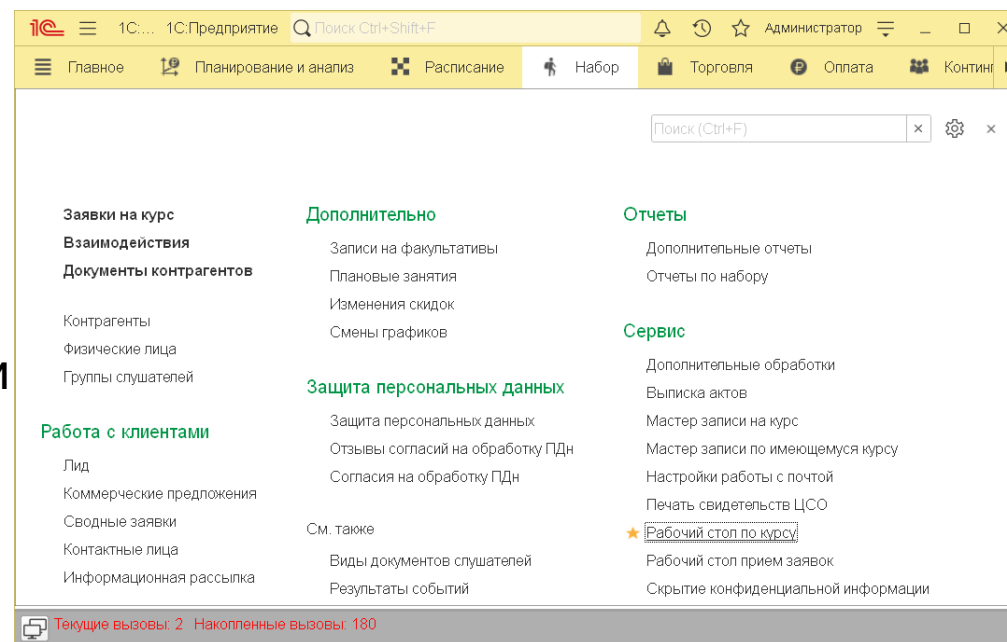 1С:... 1С:Предприятие Поиск Ctrl+Shift+F Администратор
Главное Планирование и анализ Расписание Набор Торговля Оплата Континг
Поиск (Ctrl+F)
Заявки на курс
Взаимодействия
Документы контрагентов
Контрагенты
Физические лица
Группы слушателей
и
Работа с клиентами
Лид
Коммерческие предложения
Сводные заявки
Контактные лица
Информационная рассылка
Дополнительно
Записи на факультативы
Плановые занятия
Изменения скидок
Смены графиков
Защита персональных данных
Защита персональных данных
Отзывы согласий на обработку ПДн
Согласия на обработку ПДн
См. также
Виды документов слушателей
Результаты событий
Отчеты
Дополнительные отчеты
Отчеты по набору
Сервис
Дополнительные обработки
Выписка актов
Мастер записи на курс
Мастер записи по имеющемуся курсу
Настройки работы с почтой
Печать свидетельств ЦСО
Рабочий стол по курсу
Рабочий стол прием заявок
Скрытие конфиденциальной информации
Текущие вызовы: 2 Накопленные вызовы: 180